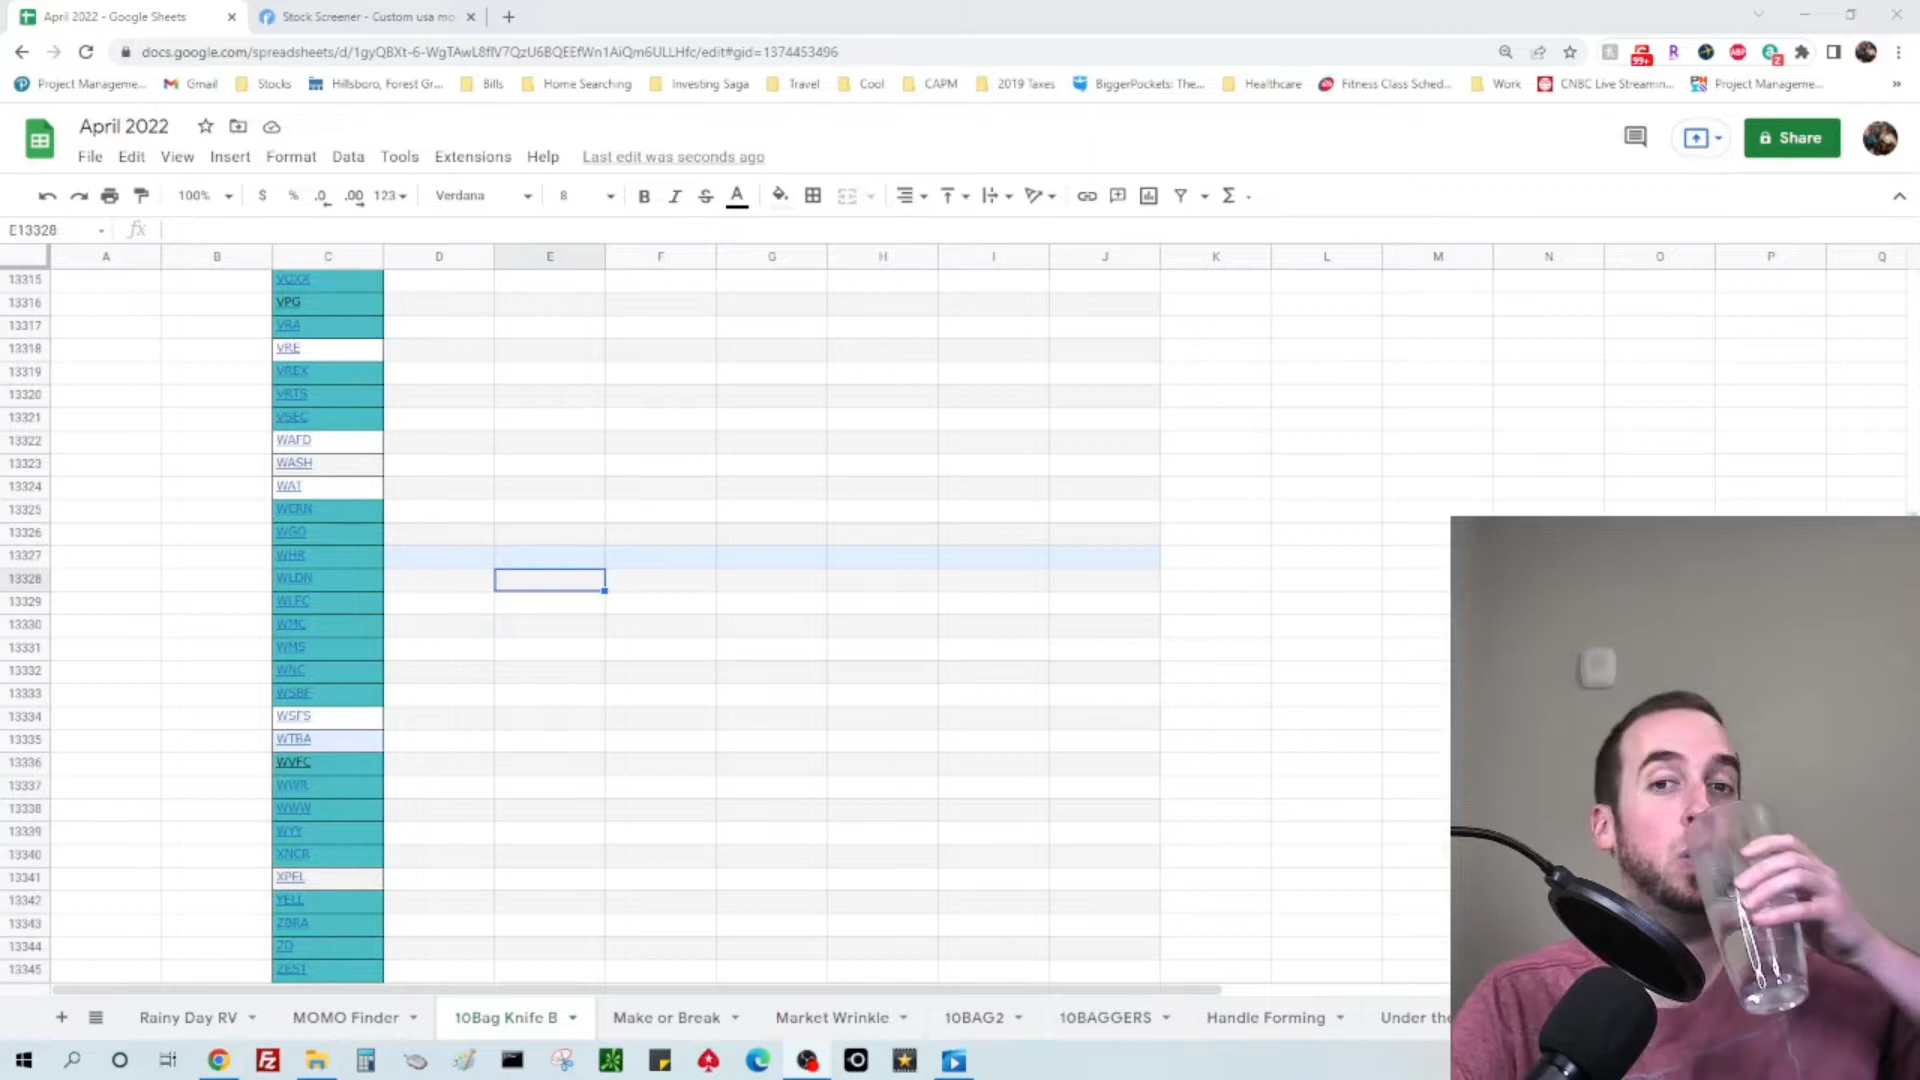 April 2022 - Google Sheets
Stock Screener - Custom usa mo
docs.google.com/spreadsheets/d/1gyQBXt-6-WgTAwL8flV7QzU6BQEEfWn1AiQm6ULLHfc/edit#gid=1374453496
99+
2
Project Manageme... Gmail Stocks Hillsboro, Forest Gr... Bills Home Searching Investing Saga Travel Cool CAPM 2019 Taxes BiggerPockets: The... Healthcare Fitness Class Sched... Work CNBC Live Streamin... Project Manageme...
April 2022
Share
File Edit View Insert Format Data Tools Extensions Help Last edit was seconds ago
100% $ % .0 .00 123 Verdana 8 B I S A
E13328
A B C D E F G H I J K L M N O P Q
13315 VOXX
13316 VPG
13317 VRA
13318 VRE
13319 VREX
13320 VRTS
13321 VSEC
13322 WAFD
13323 WASH
13324 WAT
13325 WERN
13326 WGO
13327 WHR
13328 WLDN
13329 WLFC
13330 WMC
13331 WMS
13332 WNC
13333 WSBF
13334 WSFS
13335 WTBA
13336 WVFC
13337 WWR
13338 WWW
13339 WYY
13340 XNCR
13341 XPEL
13342 YELL
13343 ZBRA
13344 ZD
13345 ZEST
Rainy Day RV MOMO Finder 10Bag Knife B Make or Break Market Wrinkle 10BAG2 10BAGGERS Handle Forming Under the